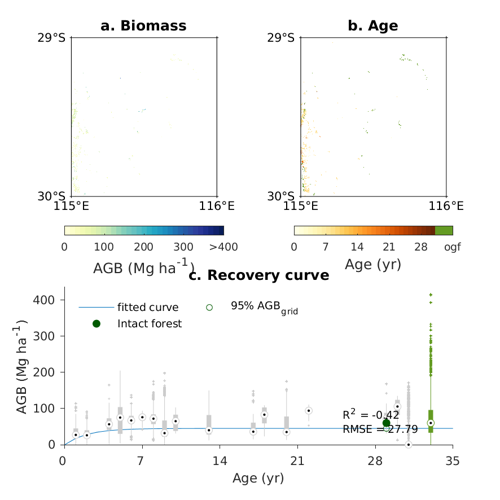 a. Biomass
b. Age
29°S
30°S
115°E
116°E
29°S
30°S
115°E
116°E
0 100 200 300 >400
AGB (Mg ha⁻¹)
0 7 14 21 28 ogf
Age (yr)
c. Recovery curve
fitted curve
95% AGB_grid
Intact forest
R² = -0.42
RMSE = 27.79
AGB (Mg ha⁻¹)
400
300
200
100
0
0 7 14 21 28 35
Age (yr)